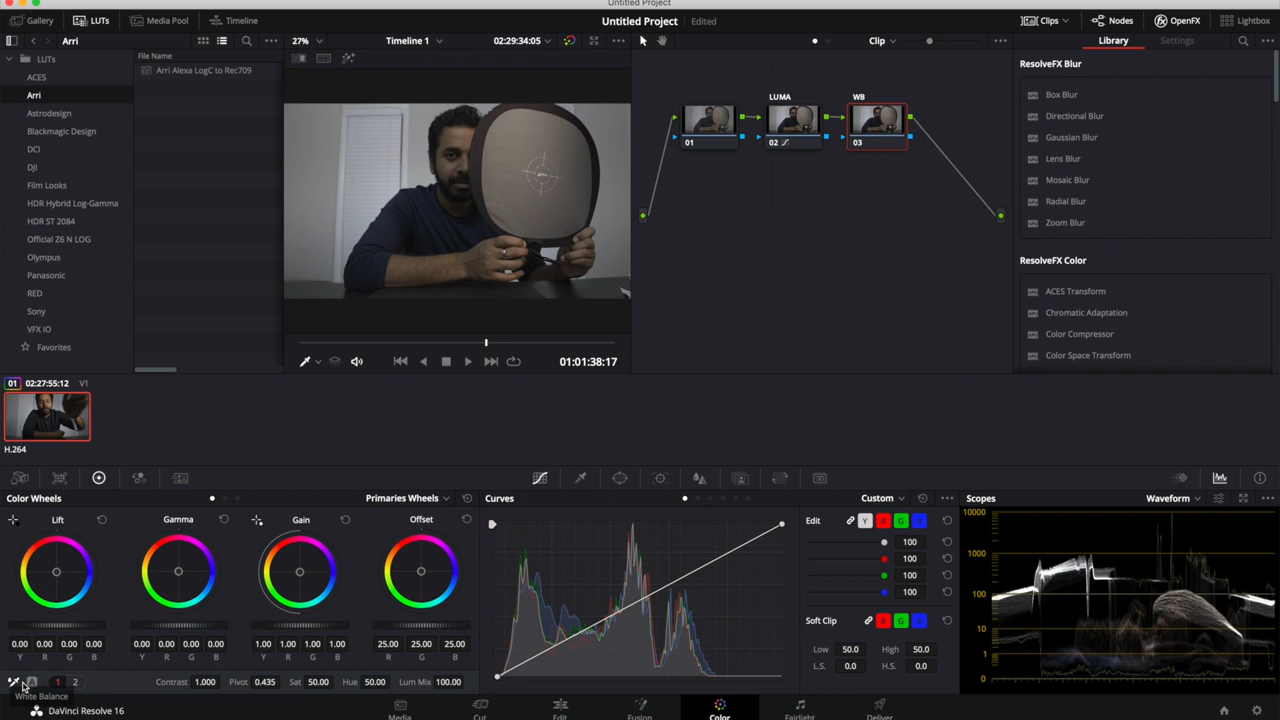 Untitled Project
Gallery
LUTs
Media Pool
Timeline
Untitled Project
Edited
Clips
Nodes
OpenFX
Lightbox
Arri
27%
Timeline 1
02:29:34:05
Clip
Library
Settings
LUTs
ACES
Arri
Astrodesign
Blackmagic Design
DCI
DJI
Film Looks
HDR Hybrid Log-Gamma
HDR ST 2084
Official Z6 N LOG
Olympus
Panasonic
RED
Sony
VFX IO
Favorites
File Name
Arri Alexa LogC to Rec709
01:01:38:17
LUMA
WB
01
02
03
ResolveFX Blur
Box Blur
Directional Blur
Gaussian Blur
Lens Blur
Mosaic Blur
Radial Blur
Zoom Blur
ResolveFX Color
ACES Transform
Chromatic Adaptation
Color Compressor
Color Space Transform
01
02:27:55:12
V1
H.264
Color Wheels
Primaries Wheels
Lift
Gamma
Gain
Offset
0.00 0.00 0.00 0.00
0.00 0.00 0.00 0.00
1.00 1.00 1.00 1.00
25.00 25.00 25.00
Y R G B
Y R G B
Y R G B
R G B
A
1
2
Contrast 1.000
Pivot 0.435
Sat 50.00
Hue 50.00
Lum Mix 100.00
White Balance
Curves
Custom
Edit
Y R G B
100
100
100
100
Soft Clip
R G B
Low 50.0
High 50.0
L.S. 0.0
H.S. 0.0
Scopes
Waveform
10000
1000
100
10
1
0
DaVinci Resolve 16
Media
Cut
Edit
Fusion
Color
Fairlight
Deliver